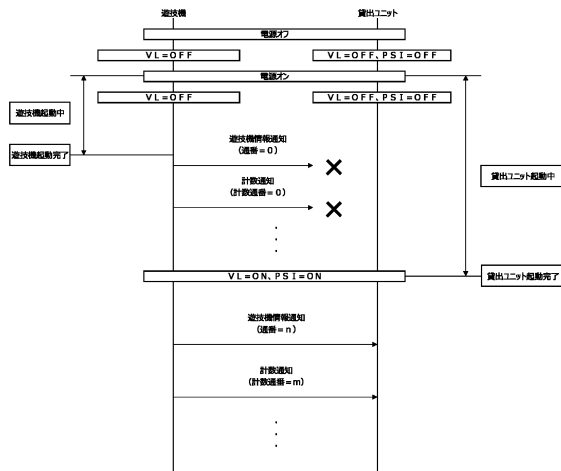 遊技機
貸出ユニット
電源オフ
VL=OFF
VL=OFF、PSI=OFF
電源オン
VL=OFF
VL=OFF、PSI=OFF
遊技機起動中
遊技機起動完了
遊技機情報通知
(通番=0)
計数通知
(計数通番=0)
貸出ユニット起動中
VL=ON、PSI=ON
貸出ユニット起動完了
遊技機情報通知
(通番=n)
計数通知
(計数通番=m)